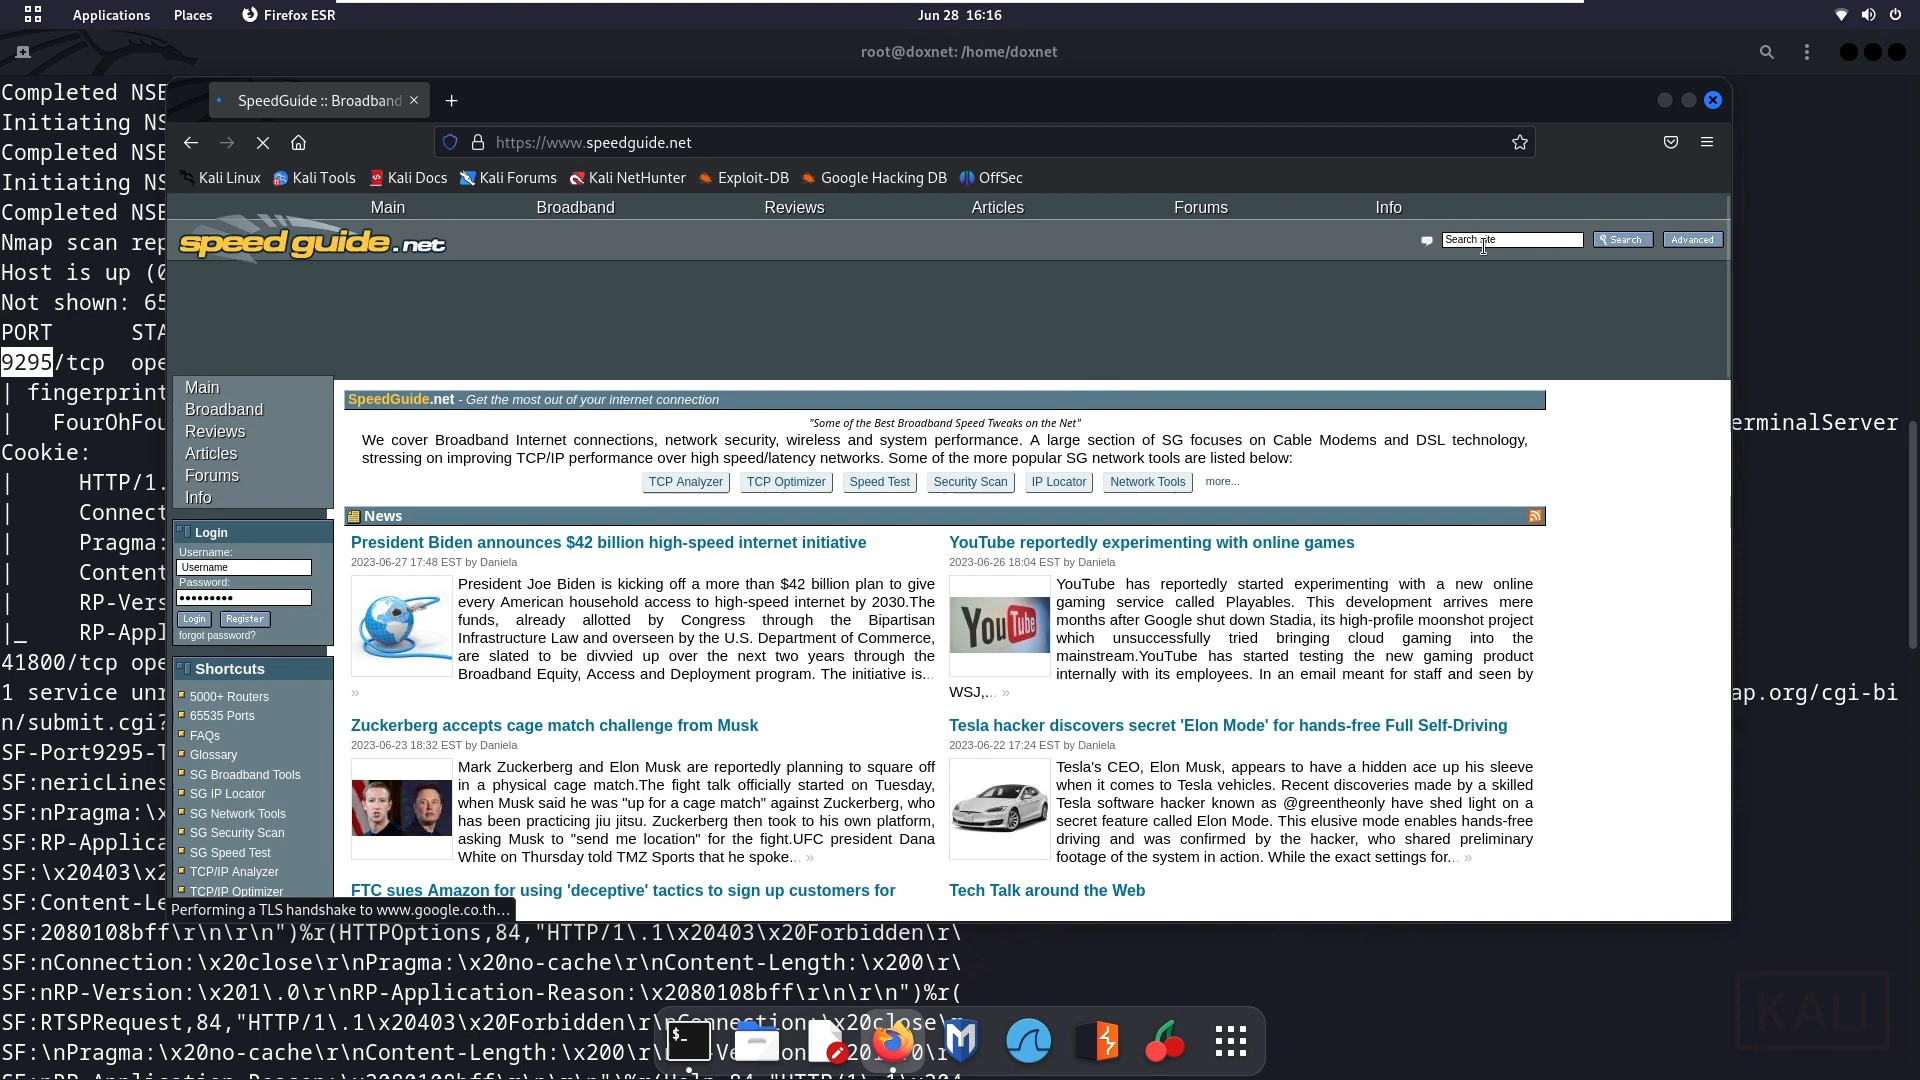 Applications Places Firefox ESR Jun 28 16:16
root@doxnet: /home/doxnet
Completed NSE
Initiating NS
Completed NSE
Initiating NS
Completed NSE
Nmap scan rep
Host is up (0
Not shown: 65
PORT STA
9295/tcp ope
| fingerprint
| FourOhFou
erminalServer
Cookie:
| HTTP/1.
| Connect
| Pragma:
| Content
| RP-Vers
|_ RP-Appl
41800/tcp ope
1 service unr
ap.org/cgi-bi
n/submit.cgi?
SF-Port9295-T
SF:nericLines
SF:nPragma:\x
SF:RP-Applica
SF:\x20403\x2
SF:Content-Le
SF:2080108bff\r\n\r\n")%r(HTTPOptions,84,"HTTP/1\.1\x20403\x20Forbidden\r\
SF:nConnection:\x20close\r\nPragma:\x20no-cache\r\nContent-Length:\x200\r\
SF:nRP-Version:\x201\.0\r\nRP-Application-Reason:\x2080108bff\r\n\r\n")%r(
SF:RTSPRequest,84,"HTTP/1\.1\x20403\x20Forbidden\r\nConnection:\x20close\r
SF:\nPragma:\x20no-cache\r\nContent-Length:\x200\r
SpeedGuide :: Broadband
https://www.speedguide.net
Kali Linux Kali Tools Kali Docs Kali Forums Kali NetHunter Exploit-DB Google Hacking DB OffSec
Main Broadband Reviews Articles Forums Info
speedguide.net
Search site Search Advanced
Main
Broadband
Reviews
Articles
Forums
Info
Login
Username:
Username
Password:
Login Register
forgot password?
Shortcuts
5000+ Routers
65535 Ports
FAQs
Glossary
SG Broadband Tools
SG IP Locator
SG Network Tools
SG Security Scan
SG Speed Test
TCP/IP Analyzer
TCP/IP Optimizer
SpeedGuide.net - Get the most out of your internet connection
"Some of the Best Broadband Speed Tweaks on the Net"
We cover Broadband Internet connections, network security, wireless and system performance. A large section of SG focuses on Cable Modems and DSL technology,
stressing on improving TCP/IP performance over high speed/latency networks. Some of the more popular SG network tools are listed below:
TCP Analyzer TCP Optimizer Speed Test Security Scan IP Locator Network Tools more...
News
President Biden announces $42 billion high-speed internet initiative
2023-06-27 17:48 EST by Daniela
President Joe Biden is kicking off a more than $42 billion plan to give
every American household access to high-speed internet by 2030.The
funds, already allotted by Congress through the Bipartisan
Infrastructure Law and overseen by the U.S. Department of Commerce,
are slated to be divvied up over the next two years through the
Broadband Equity, Access and Deployment program. The initiative is...
»
YouTube reportedly experimenting with online games
2023-06-26 18:04 EST by Daniela
YouTube
YouTube has reportedly started experimenting with a new online
gaming service called Playables. This development arrives mere
months after Google shut down Stadia, its high-profile moonshot project
which unsuccessfully tried bringing cloud gaming into the
mainstream.YouTube has started testing the new gaming product
internally with its employees. In an email meant for staff and seen by
WSJ,... »
Zuckerberg accepts cage match challenge from Musk
2023-06-23 18:32 EST by Daniela
Mark Zuckerberg and Elon Musk are reportedly planning to square off
in a physical cage match.The fight talk officially started on Tuesday,
when Musk said he was "up for a cage match" against Zuckerberg, who
has been practicing jiu jitsu. Zuckerberg then took to his own platform,
asking Musk to "send me location" for the fight.UFC president Dana
White on Thursday told TMZ Sports that he spoke... »
Tesla hacker discovers secret 'Elon Mode' for hands-free Full Self-Driving
2023-06-22 17:24 EST by Daniela
Tesla's CEO, Elon Musk, appears to have a hidden ace up his sleeve
when it comes to Tesla vehicles. Recent discoveries made by a skilled
Tesla software hacker known as @greentheonly have shed light on a
secret feature called Elon Mode. This elusive mode enables hands-free
driving and was confirmed by the hacker, who shared preliminary
footage of the system in action. While the exact settings for... »
FTC sues Amazon for using 'deceptive' tactics to sign up customers for
Tech Talk around the Web
Performing a TLS handshake to www.google.co.th...
KALI